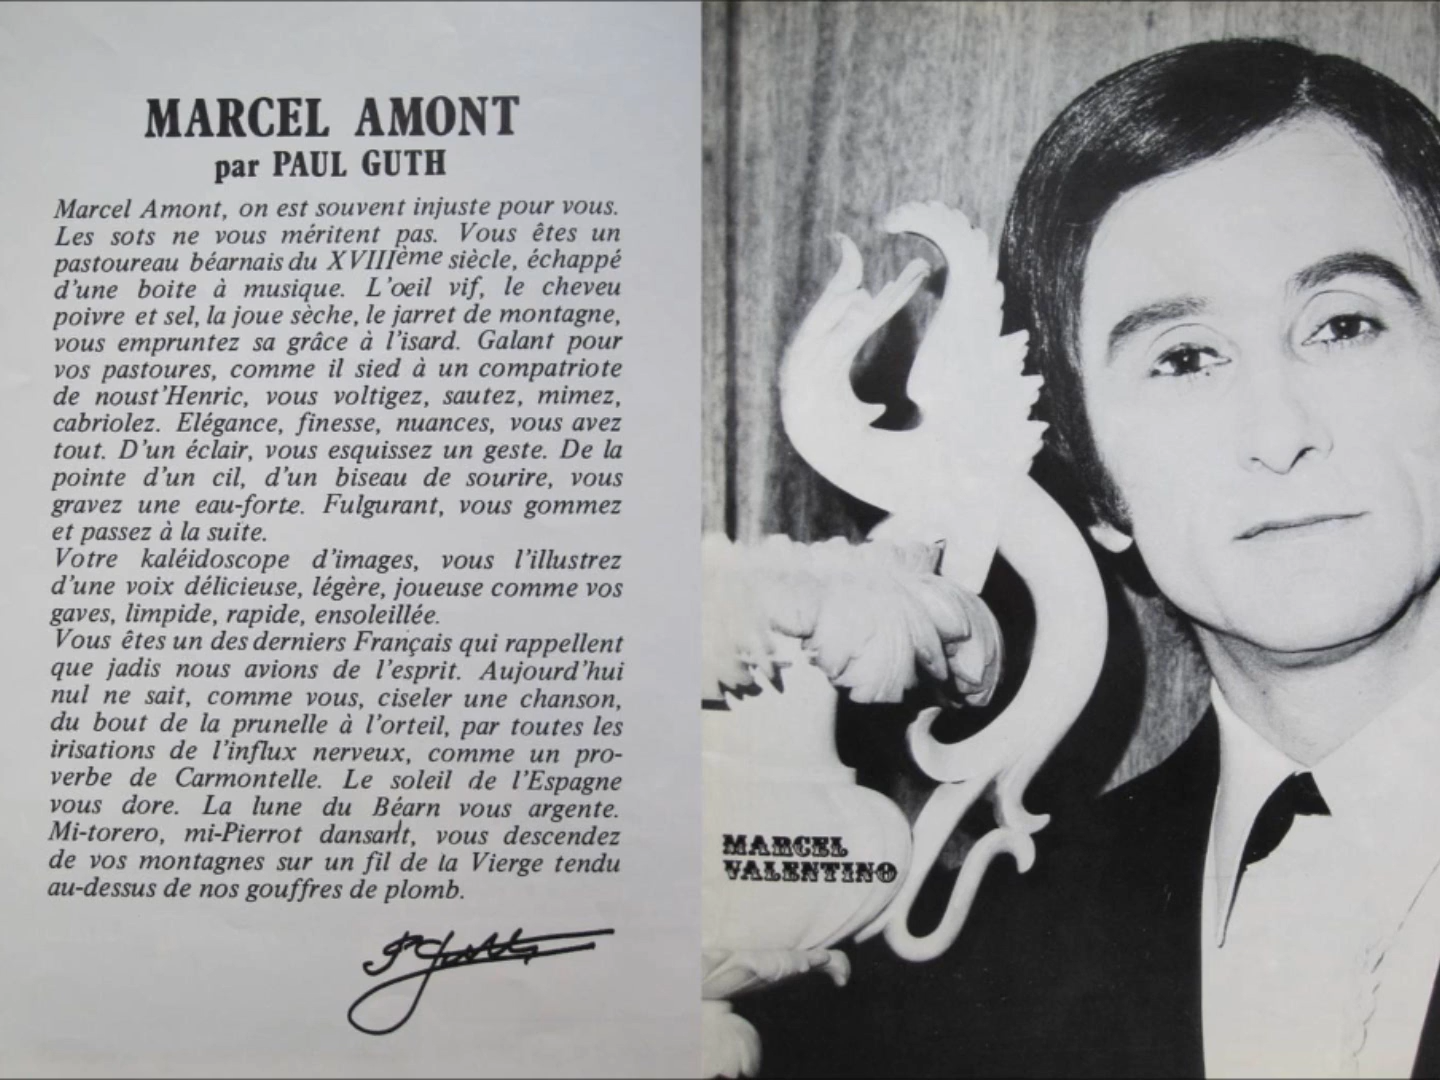 MARCEL AMONT
par PAUL GUTH
Marcel Amont, on est souvent injuste pour vous.
Les sots ne vous méritent pas. Vous êtes un
pastoureau béarnais du XVIIIème siècle, échappé
d'une boite à musique. L'oeil vif, le cheveu
poivre et sel, la joue sèche, le jarret de montagne,
vous empruntez sa grâce à l'isard. Galant pour
vos pastoures, comme il sied à un compatriote
de noust'Henric, vous voltigez, sautez, mimez,
cabriolez. Elégance, finesse, nuances, vous avez
tout. D'un éclair, vous esquissez un geste. De la
pointe d'un cil, d'un biseau de sourire, vous
gravez une eau-forte. Fulgurant, vous gommez
et passez à la suite.
Votre kaléidoscope d'images, vous l'illustrez
d'une voix délicieuse, légère, joueuse comme vos
gaves, limpide, rapide, ensoleillée.
Vous êtes un des derniers Français qui rappellent
que jadis nous avions de l'esprit. Aujourd'hui
nul ne sait, comme vous, ciseler une chanson,
du bout de la prunelle à l'orteil, par toutes les
irisations de l'influx nerveux, comme un pro-
verbe de Carmontelle. Le soleil de l'Espagne
vous dore. La lune du Béarn vous argente.
Mi-torero, mi-Pierrot dansant, vous descendez
de vos montagnes sur un fil de la Vierge tendu
au-dessus de nos gouffres de plomb.
P Guth
MARCEL
VALENTINO